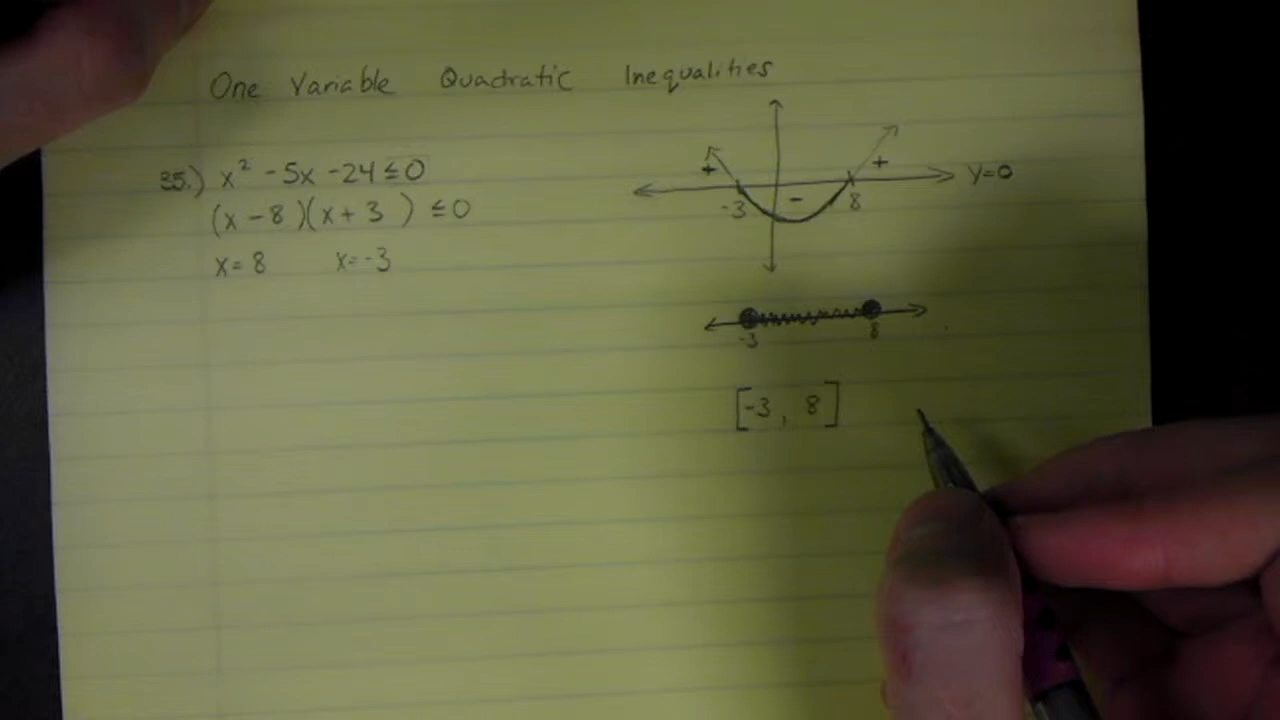 One Variable Quadratic Inequalities
35.) x² - 5x - 24 ≤ 0
(x - 8)(x + 3) ≤ 0
x = 8 x = -3
+ +
y=0
-3 - 8
-3 8
[-3, 8]